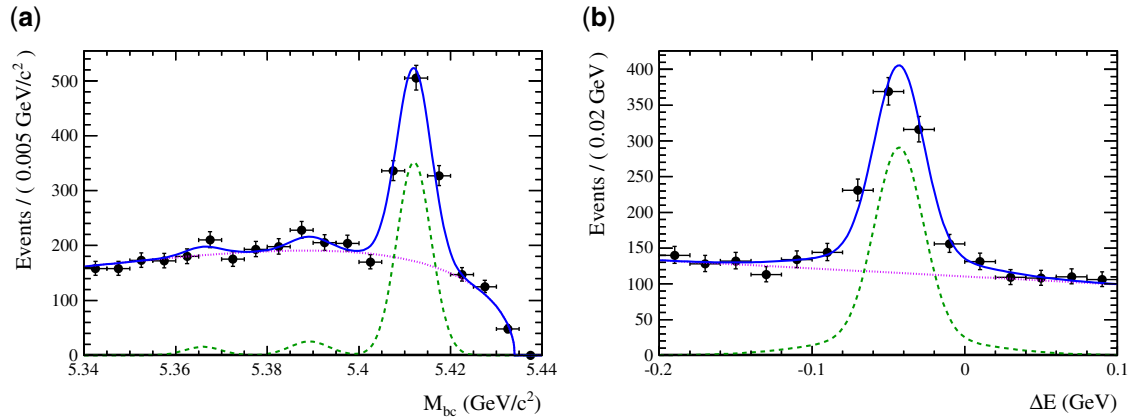 (a)
Events / ( 0.005 GeV/c² )
500
400
300
200
100
0
5.34 5.36 5.38 5.4 5.42 5.44
M_bc (GeV/c²)
(b)
Events / ( 0.02 GeV )
400
350
300
250
200
150
100
50
0
-0.2 -0.1 0 0.1
ΔE (GeV)